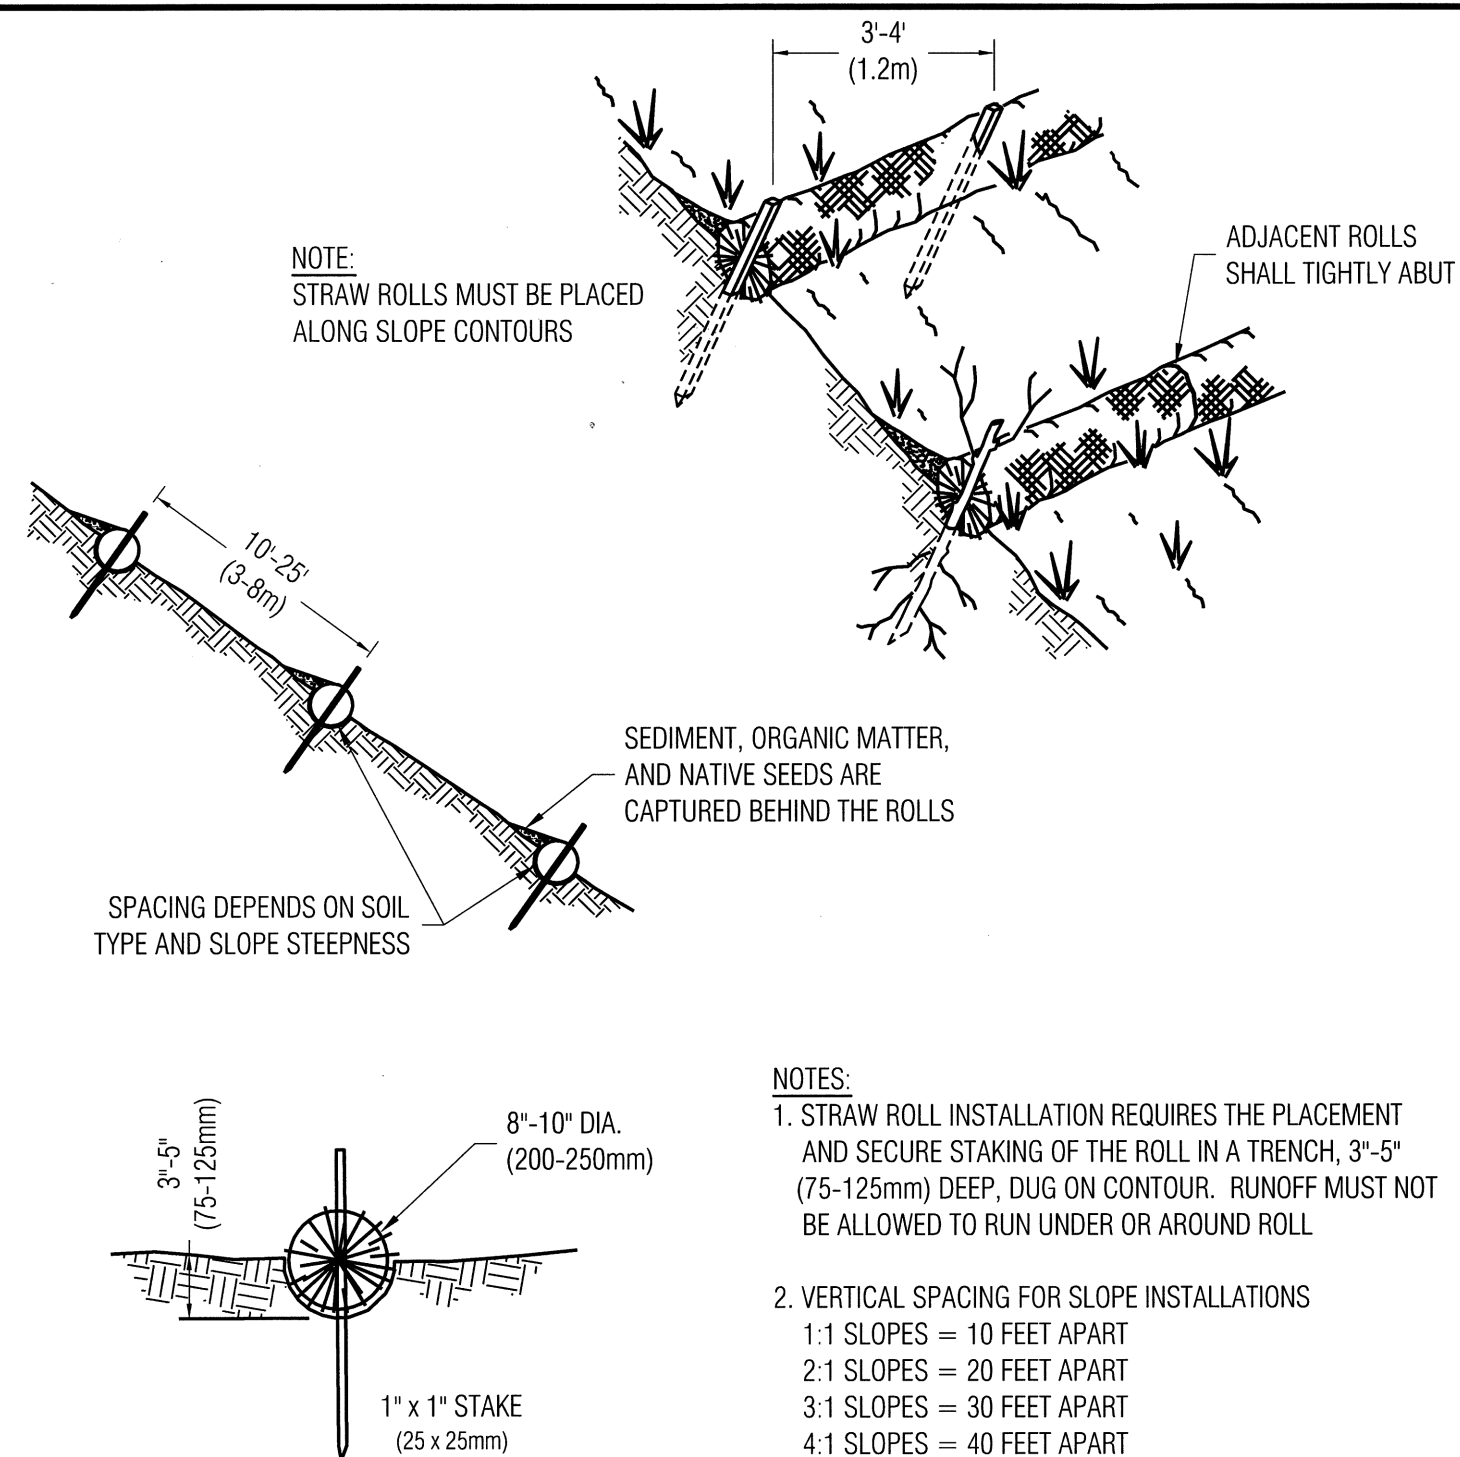 3'-4'
(1.2m)
ADJACENT ROLLS
SHALL TIGHTLY ABUT
NOTE:
STRAW ROLLS MUST BE PLACED
ALONG SLOPE CONTOURS
10'-25'
(3-8m)
SEDIMENT, ORGANIC MATTER,
AND NATIVE SEEDS ARE
CAPTURED BEHIND THE ROLLS
SPACING DEPENDS ON SOIL
TYPE AND SLOPE STEEPNESS
3"-5"
(75-125mm)
8"-10" DIA.
(200-250mm)
1" x 1" STAKE
(25 x 25mm)
NOTES:
1. STRAW ROLL INSTALLATION REQUIRES THE PLACEMENT
AND SECURE STAKING OF THE ROLL IN A TRENCH, 3"-5"
(75-125mm) DEEP, DUG ON CONTOUR. RUNOFF MUST NOT
BE ALLOWED TO RUN UNDER OR AROUND ROLL
2. VERTICAL SPACING FOR SLOPE INSTALLATIONS
1:1 SLOPES = 10 FEET APART
2:1 SLOPES = 20 FEET APART
3:1 SLOPES = 30 FEET APART
4:1 SLOPES = 40 FEET APART